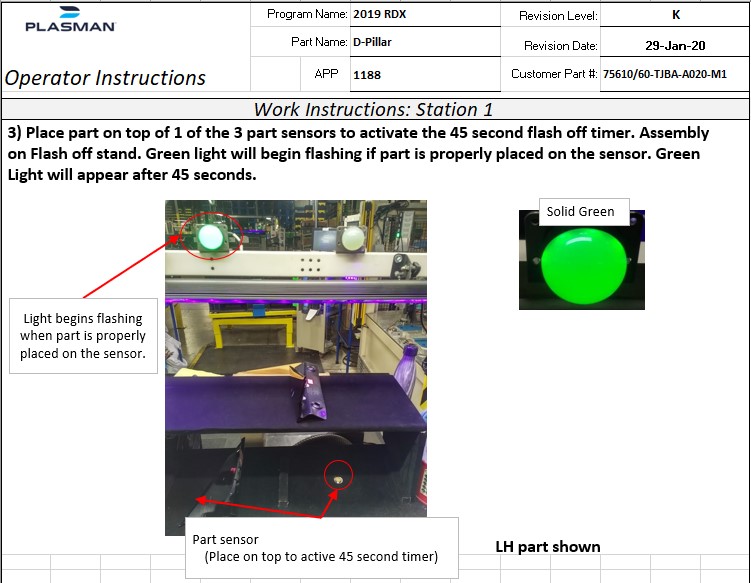 PLASMAN
Program Name: 2019 RDX
Revision Level: K
Part Name: D-Pillar
Revision Date: 29-Jan-20
Operator Instructions
APP 1188
Customer Part #: 75610/60-TJBA-A020-M1
Work Instructions: Station 1
3) Place part on top of 1 of the 3 part sensors to activate the 45 second flash off timer. Assembly
on Flash off stand. Green light will begin flashing if part is properly placed on the sensor. Green
Light will appear after 45 seconds.
Solid Green
Light begins flashing
when part is properly
placed on the sensor.
Part sensor
(Place on top to active 45 second timer)
LH part shown